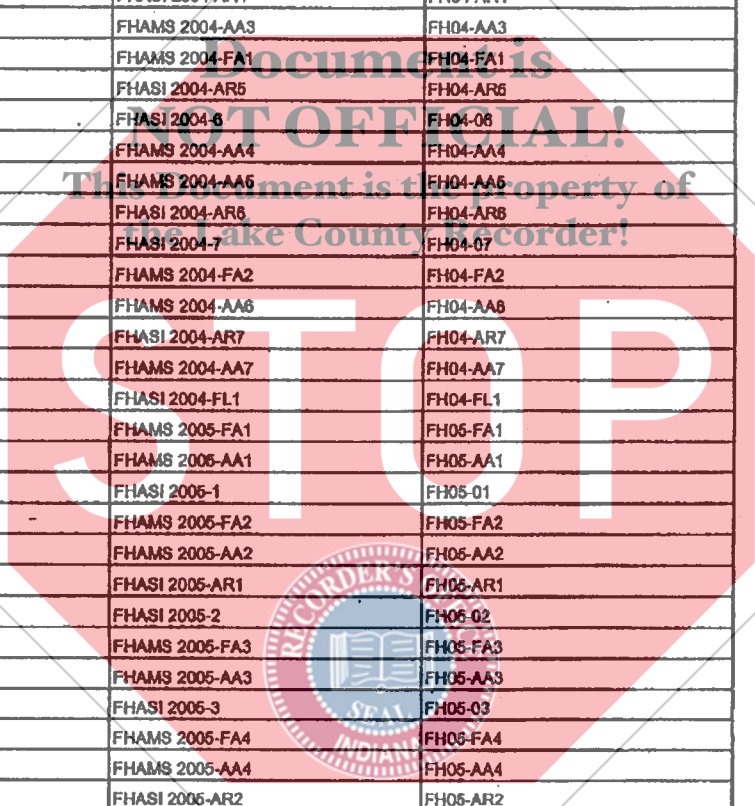 FHAMS 2004-AA3 FH04-AA3
Document is
FHAMS 2004-FA1 FH04-FA1
FHASI 2004-AR5 FH04-AR5
NOT OFFICIAL!
FHASI 2004-6 FH04-06
FHAMS 2004-AA4 FH04-AA4
This Document is the property of
FHAMS 2004-AA5 FH04-AA5
FHASI 2004-AR6 FH04-AR6
the Lake County Recorder!
FHASI 2004-7 FH04-07
FHAMS 2004-FA2 FH04-FA2
FHAMS 2004-AA6 FH04-AA6
STOP
FHASI 2004-AR7 FH04-AR7
FHAMS 2004-AA7 FH04-AA7
FHASI 2004-FL1 FH04-FL1
FHAMS 2005-FA1 FH05-FA1
FHAMS 2005-AA1 FH05-AA1
FHASI 2005-1 FH05-01
FHAMS 2005-FA2 FH05-FA2
FHAMS 2005-AA2 FH05-AA2
RECORDER'S OFFICE
FHASI 2005-AR1 FH05-AR1
FHASI 2005-2 FH05-02
FHAMS 2005-FA3 FH05-FA3
FHAMS 2005-AA3 FH05-AA3
FHASI 2005-3 FH05-03
SEAL
FHAMS 2005-FA4 FH05-FA4
INDIANA
FHAMS 2005-AA4 FH05-AA4
FHASI 2005-AR2 FH05-AR2